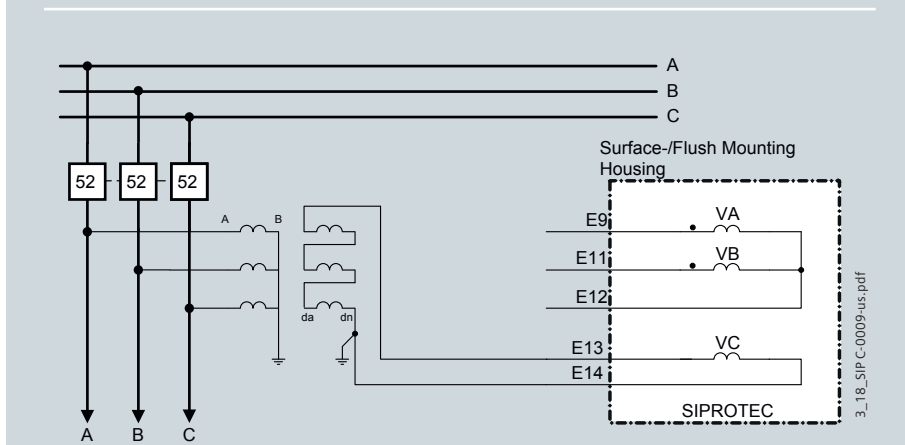 A
B
C
Surface-/Flush Mounting
Housing
52
52
52
A
B
E9
VA
E11
VB
E12
da
dn
E13
VC
E14
SIPROTEC
A
B
C
3_18_SIP C-0009-us.pdf